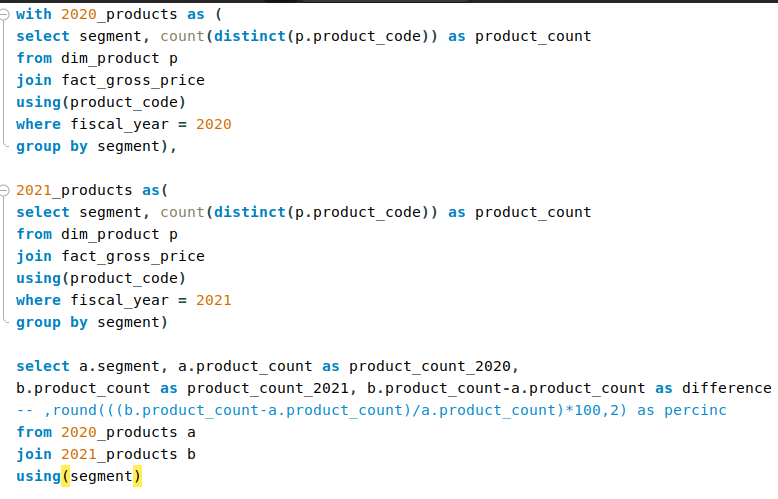 with 2020_products as (
select segment, count(distinct(p.product_code)) as product_count
from dim_product p
join fact_gross_price
using(product_code)
where fiscal_year = 2020
group by segment),
2021_products as(
select segment, count(distinct(p.product_code)) as product_count
from dim_product p
join fact_gross_price
using(product_code)
where fiscal_year = 2021
group by segment)
select a.segment, a.product_count as product_count_2020,
b.product_count as product_count_2021, b.product_count-a.product_count as difference
-- ,round(((b.product_count-a.product_count)/a.product_count)*100,2) as percinc
from 2020_products a
join 2021_products b
using(segment)